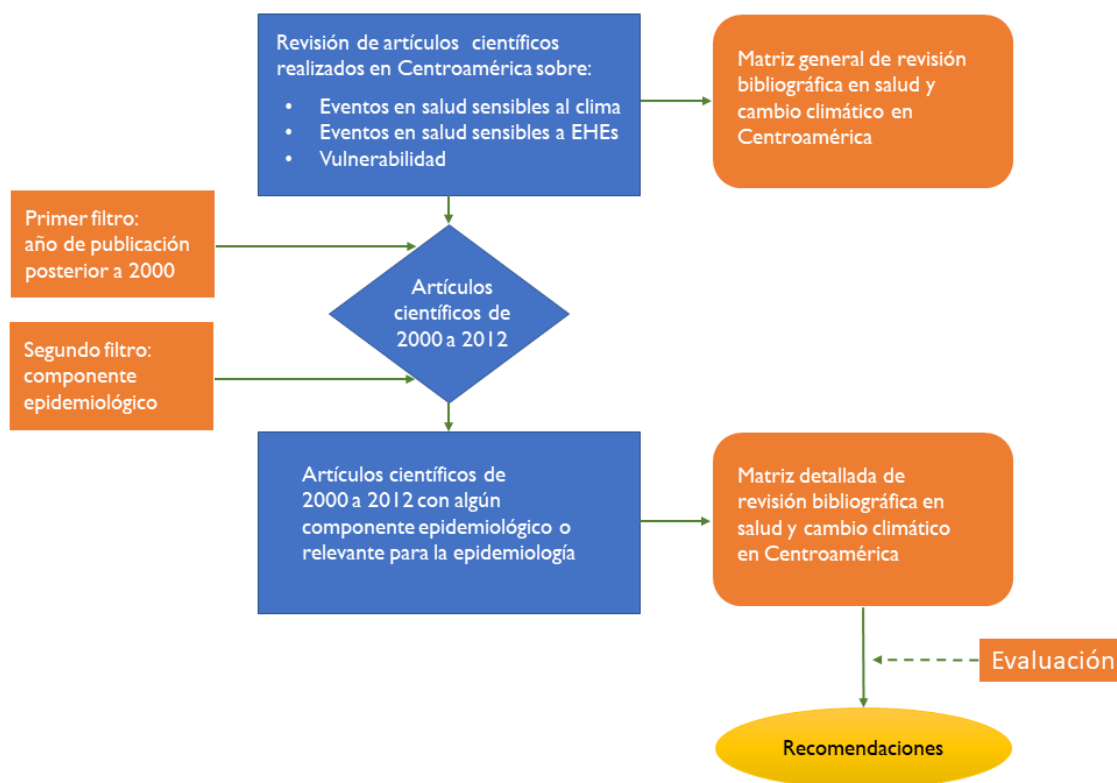 Revisión de artículos científicos
realizados en Centroamérica sobre:
• Eventos en salud sensibles al clima
• Eventos en salud sensibles a EHEs
• Vulnerabilidad
Matriz general de revisión
bibliográfica en salud y
cambio climático en
Centroamérica
Primer filtro:
año de publicación
posterior a 2000
Artículos
científicos de
2000 a 2012
Segundo filtro:
componente
epidemiológico
Artículos científicos de
2000 a 2012 con algún
componente epidemiológico o
relevante para la epidemiología
Matriz detallada de
revisión bibliográfica en
salud y cambio climático
en Centroamérica
Evaluación
Recomendaciones